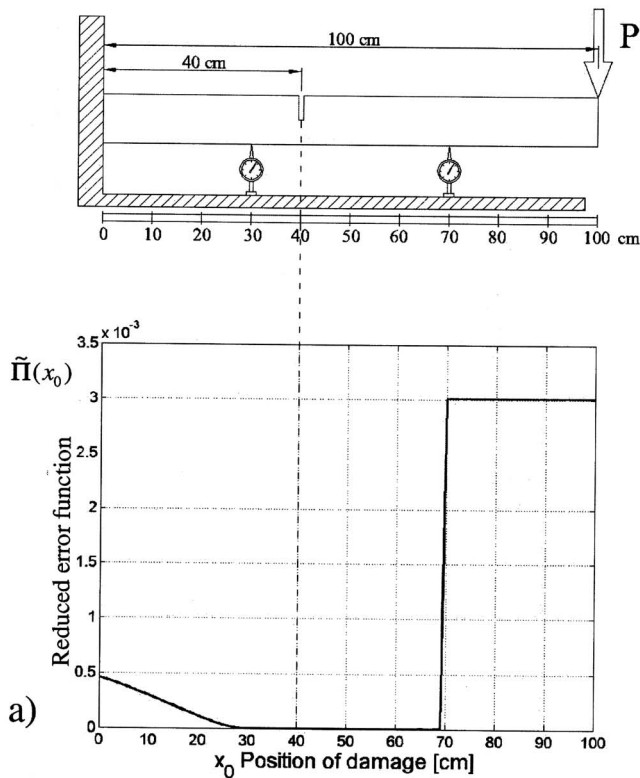 100 cm
P
40 cm
0 10 20 30 40 50 60 70 80 90 100 cm
x 10⁻³
3.5
Π̃(x₀)
3
2.5
2
1.5
1
0.5
0
Reduced error function
a)
0 10 20 30 40 50 60 70 80 90 100
x₀ Position of damage [cm]